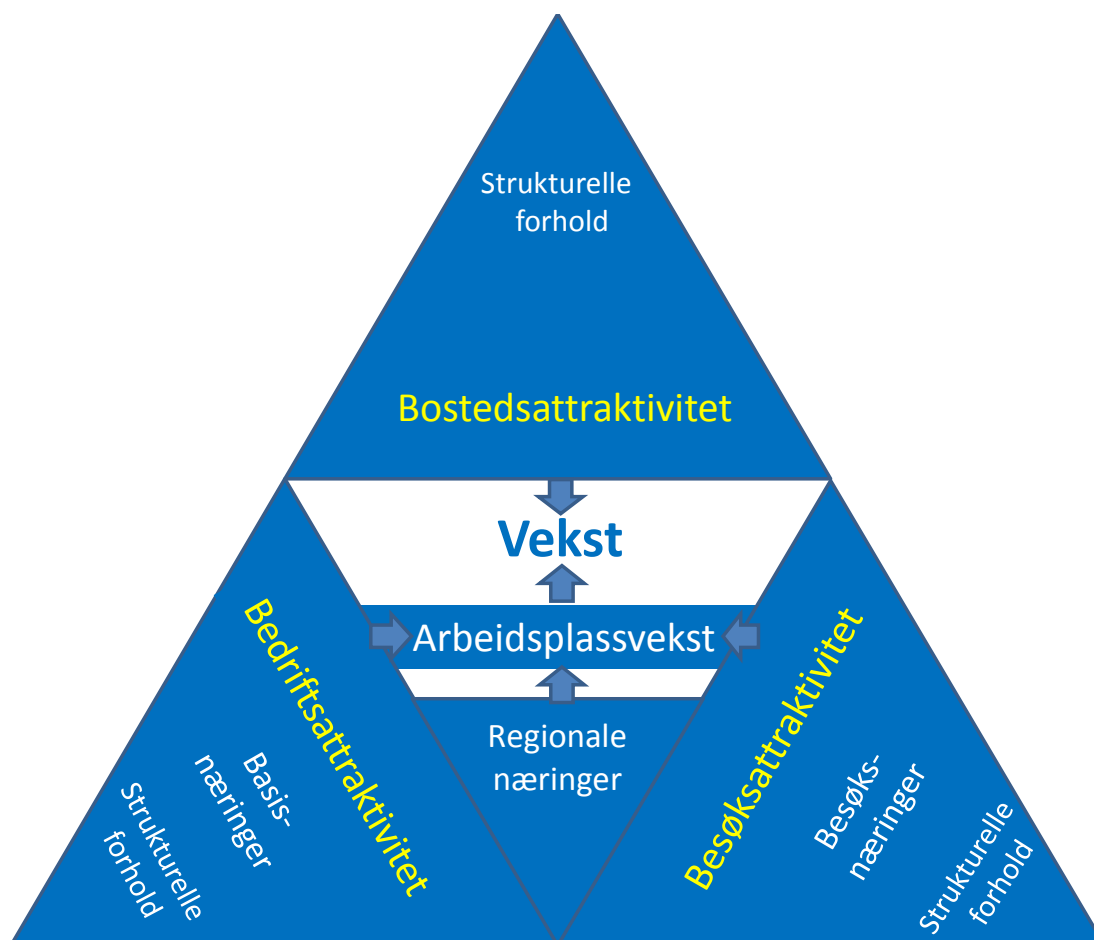 Strukturelle
forhold
Bostedsattraktivitet
Vekst
Arbeidsplassvekst
Regionale
næringer
Bedriftsattraktivitet
Basis-
næringer
Strukturelle
forhold
Besøksattraktivitet
Besøks-
næringer
Strukturelle
forhold